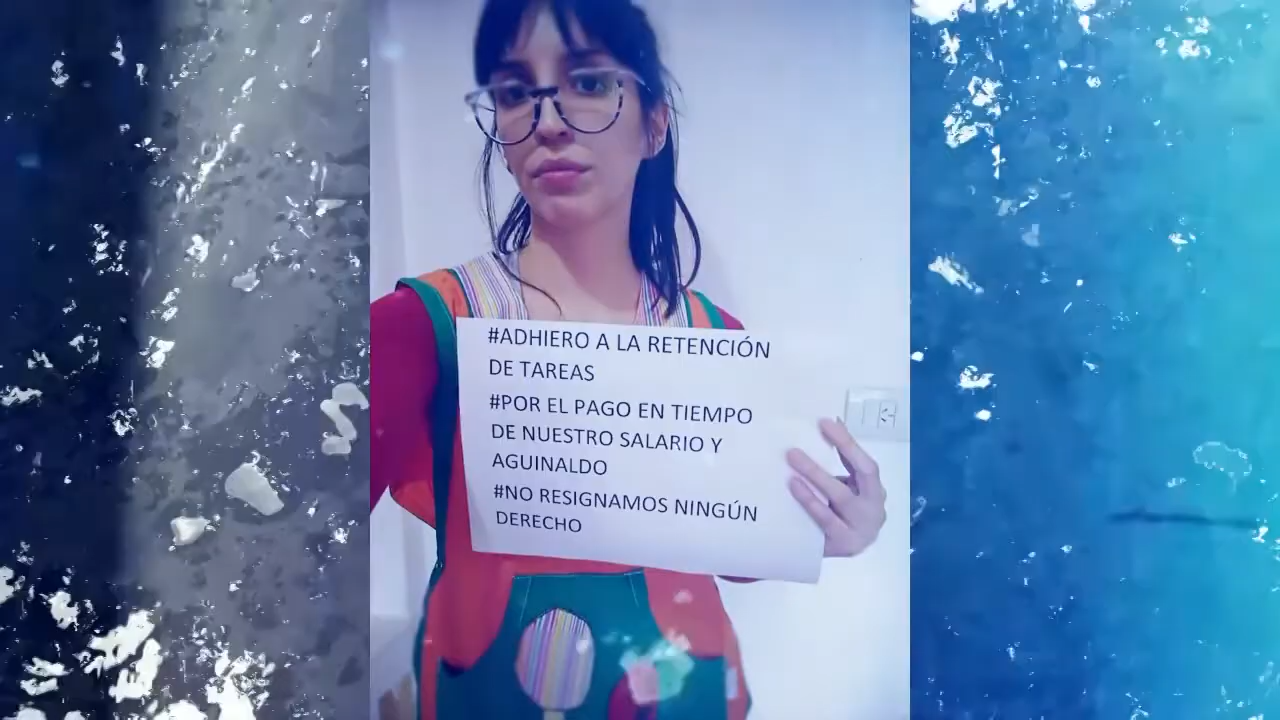 #ADHIERO A LA RETENCIÓN
DE TAREAS
#POR EL PAGO EN TIEMPO
DE NUESTRO SALARIO Y
AGUINALDO
#NO RESIGNAMOS NINGÚN
DERECHO